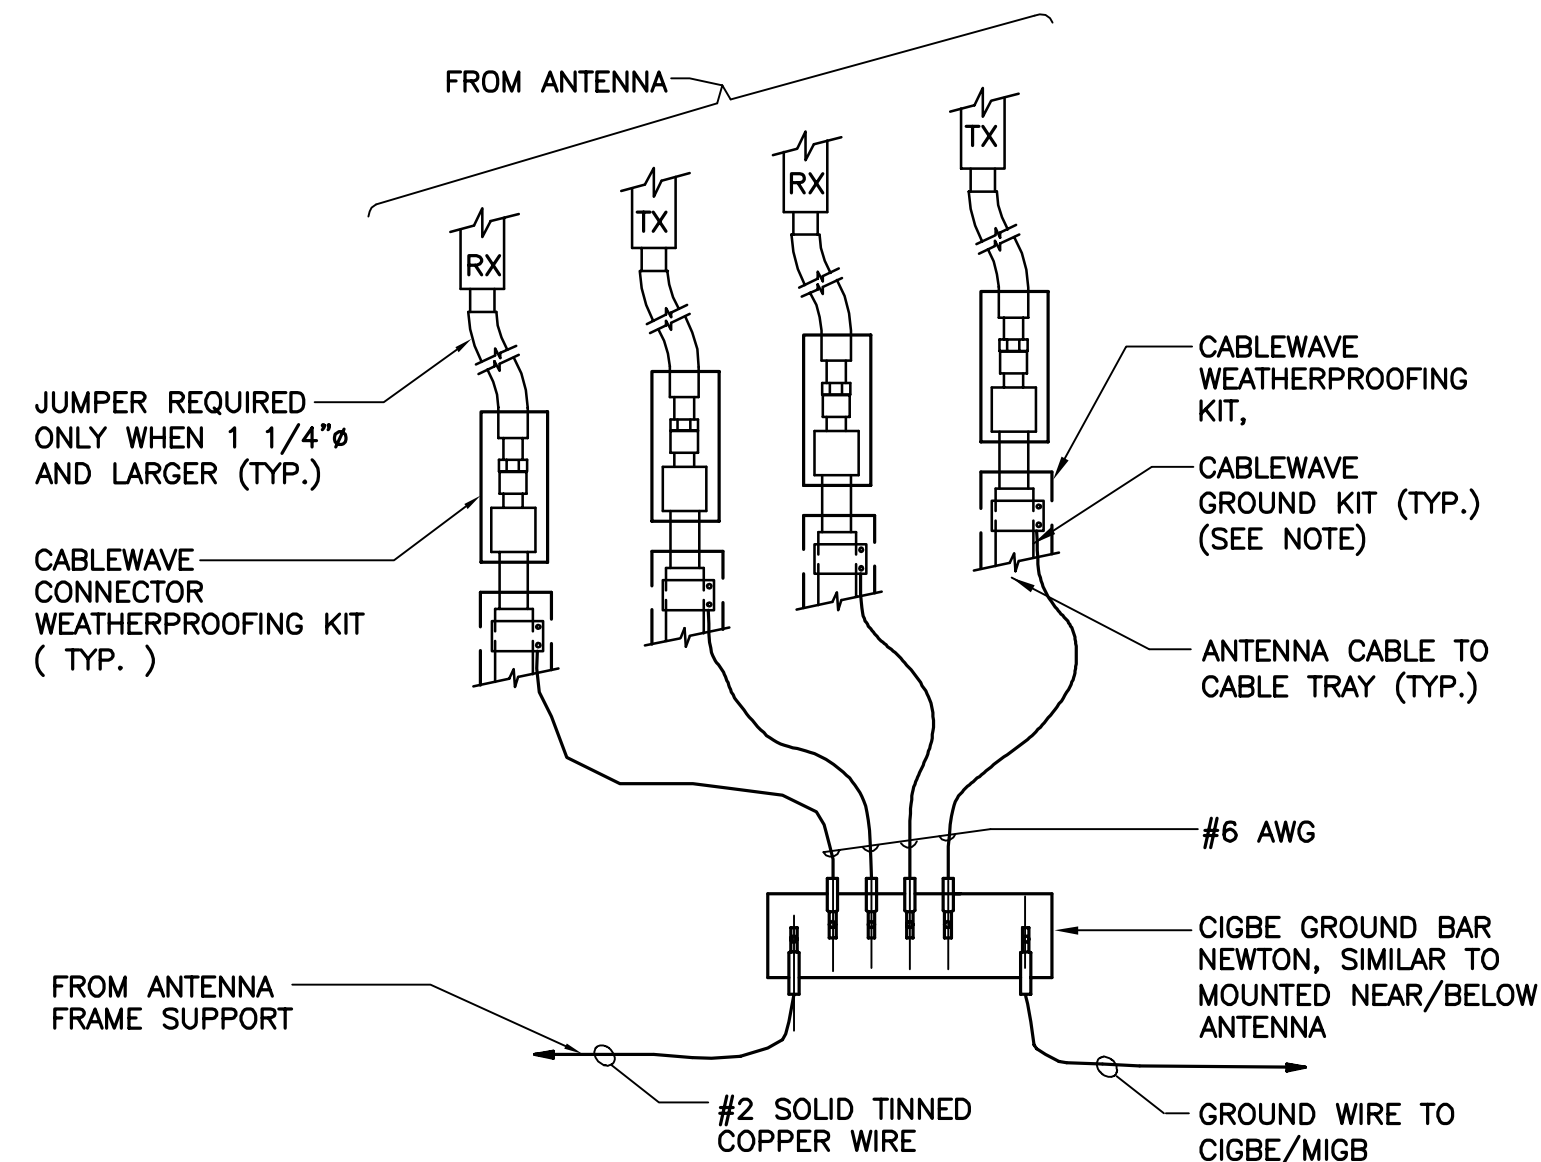 FROM ANTENNA
TX
RX
TX
RX
JUMPER REQUIRED
ONLY WHEN 1 1/4"ø
AND LARGER (TYP.)
CABLEWAVE
CONNECTOR
WEATHERPROOFING KIT
( TYP. )
CABLEWAVE
WEATHERPROOFING
KIT,
CABLEWAVE
GROUND KIT (TYP.)
(SEE NOTE)
ANTENNA CABLE TO
CABLE TRAY (TYP.)
#6 AWG
CIGBE GROUND BAR
NEWTON, SIMILAR TO
MOUNTED NEAR/BELOW
ANTENNA
FROM ANTENNA
FRAME SUPPORT
#2 SOLID TINNED
COPPER WIRE
GROUND WIRE TO
CIGBE/MIGB